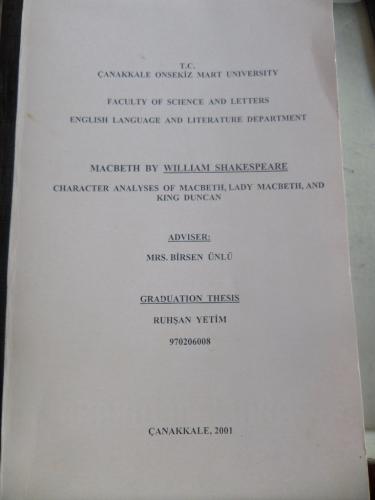 T.C.
ÇANAKKALE ONSEKİZ MART UNIVERSITY
FACULTY OF SCIENCE AND LETTERS
ENGLISH LANGUAGE AND LITERATURE DEPARTMENT
MACBETH BY WILLIAM SHAKESPEARE
CHARACTER ANALYSES OF MACBETH, LADY MACBETH, AND
KING DUNCAN
ADVISER:
MRS. BİRSEN ÜNLÜ
GRADUATION THESIS
RUHŞAN YETİM
970206008
ÇANAKKALE, 2001